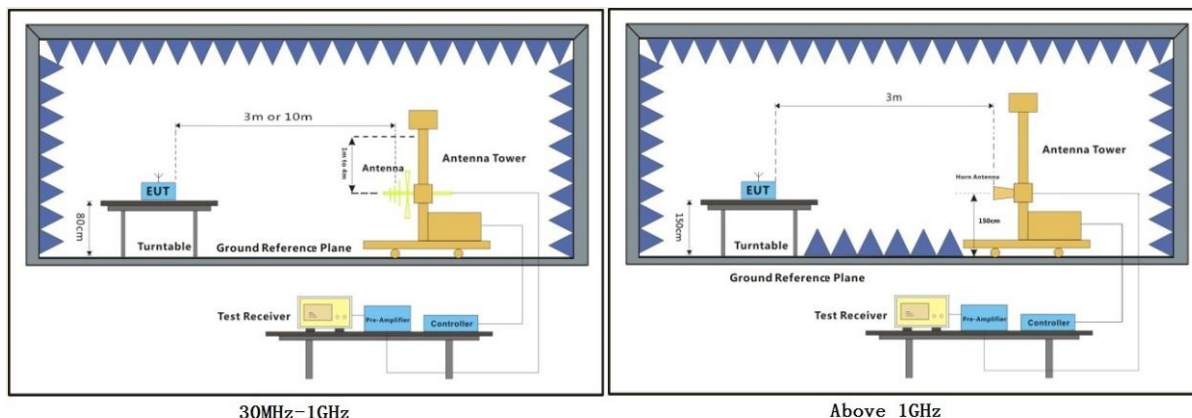 3m or 10m
1m to 4m
Antenna
Antenna Tower
EUT
80cm
Turntable
Ground Reference Plane
Test Receiver
Pre-Amplifier
Controller
30MHz-1GHz
3m
Antenna Tower
Horn Antenna
EUT
150cm
150cm
Turntable
Ground Reference Plane
Test Receiver
Pre-Amplifier
Controller
Above 1GHz